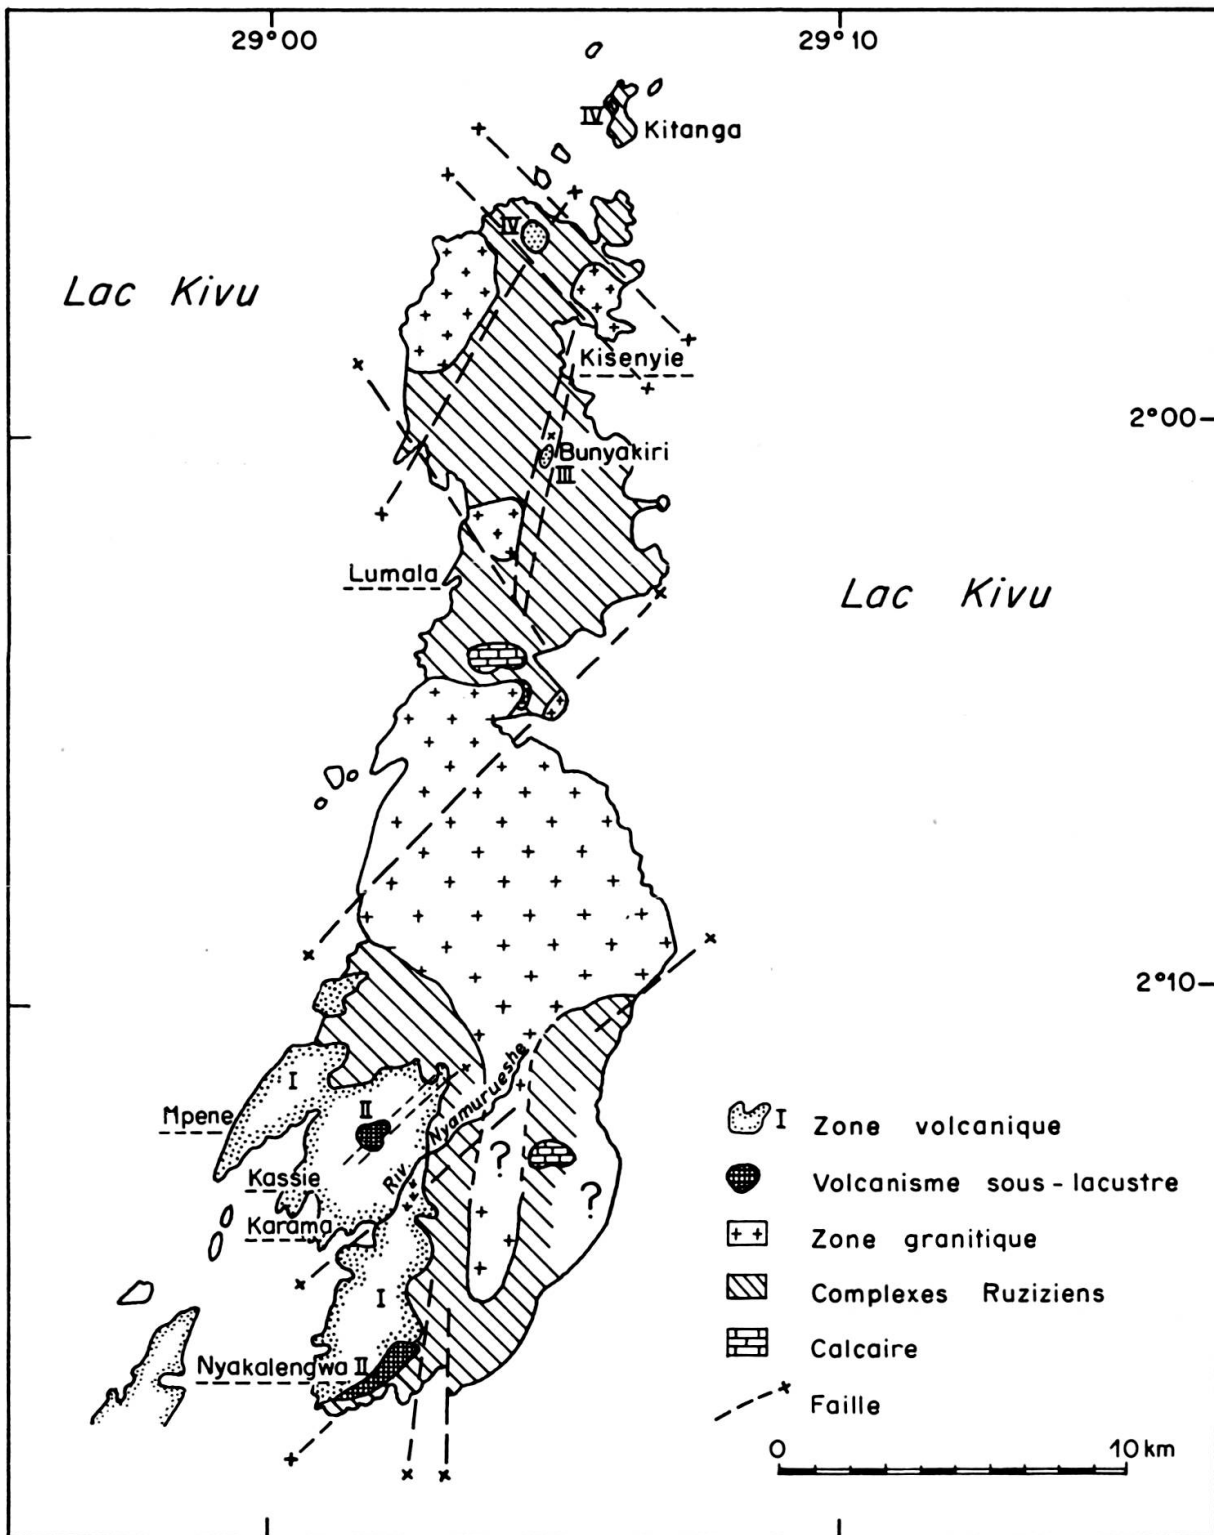 29°00
29°10
IV
Kitanga
IV
Lac Kivu
Kisenyie
2°00
Bunyakiri
III
Lumala
Lac Kivu
2°10
I
Mpene
II
Riv. Nyamurueshe
?
?
Kassie
Karama
I
Nyakalengwa II
I Zone volcanique
Volcanisme sous-lacustre
Zone granitique
Complexes Ruziziens
Calcaire
Faille
0 10 km